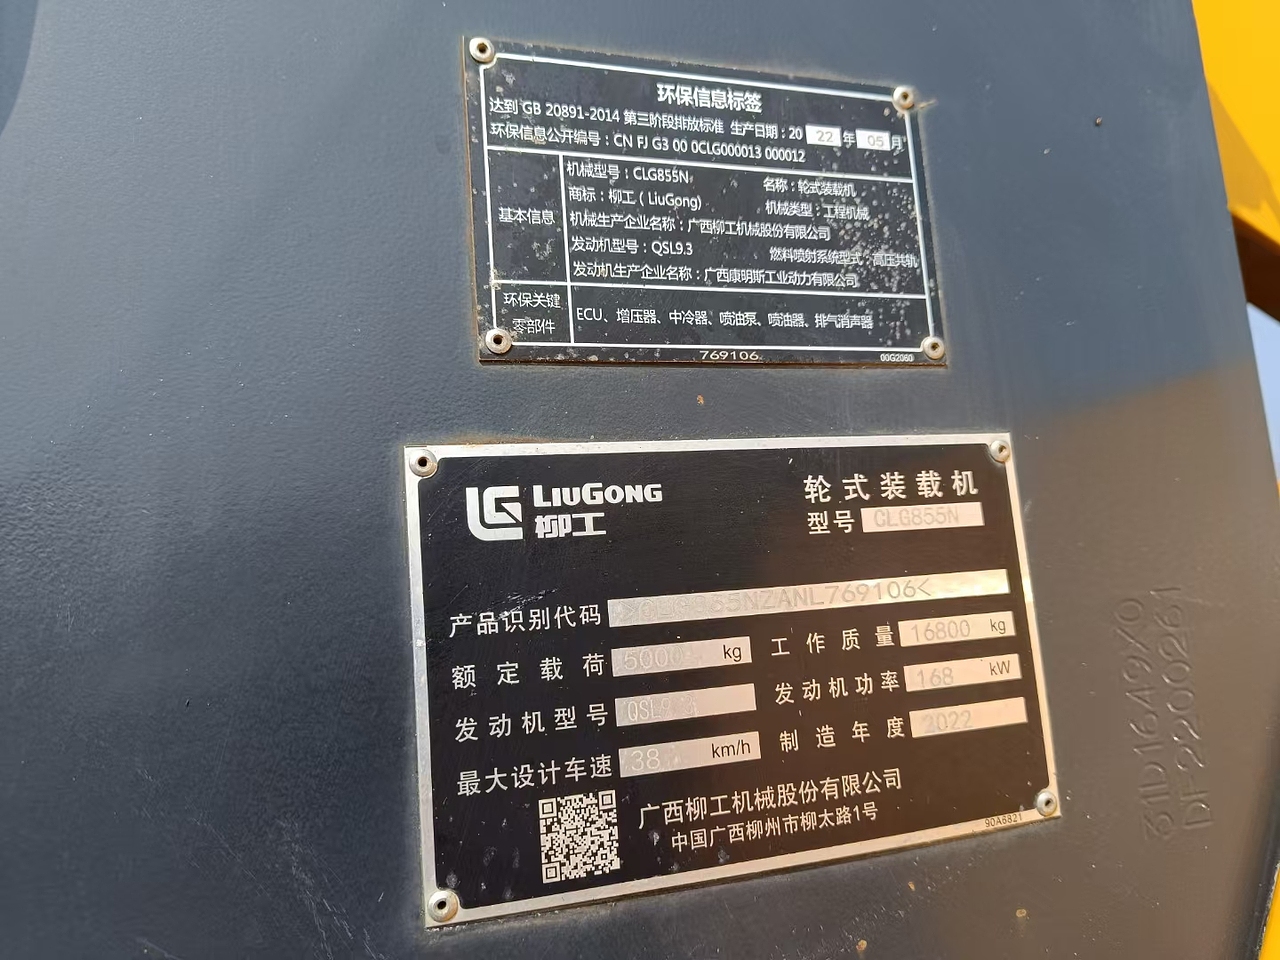 环保信息标签
达到 GB 20891-2014 第三阶段排放标准 生产日期：20 22 年 05 月
环保信息公开编号：CN FJ G3 00 0CLG000013 000012
基本信息
机械型号：CLG855N 名称：轮式装载机
商标：柳工（LiuGong) 机械类型：工程机械
机械生产企业名称：广西柳工机械股份有限公司
发动机型号：QSL9.3 燃料喷射系统型式：高压共轨
发动机生产企业名称：广西康明斯工业动力有限公司
环保关键
零部件
ECU、增压器、中冷器、喷油泵、喷油器、排气消声器
769106 00G2060
LG LIUGONG
柳工
轮式装载机
型号 CLG855N
产品识别代码 >CLG855NZANL769106<
额定载荷 5000 kg 工作质量 16800 kg
发动机型号 QSL9.3 发动机功率 168 kW
最大设计车速 38 km/h 制造年度 2022
广西柳工机械股份有限公司
中国广西柳州市柳太路1号
90A6821
31D16A9X0
DF2200261